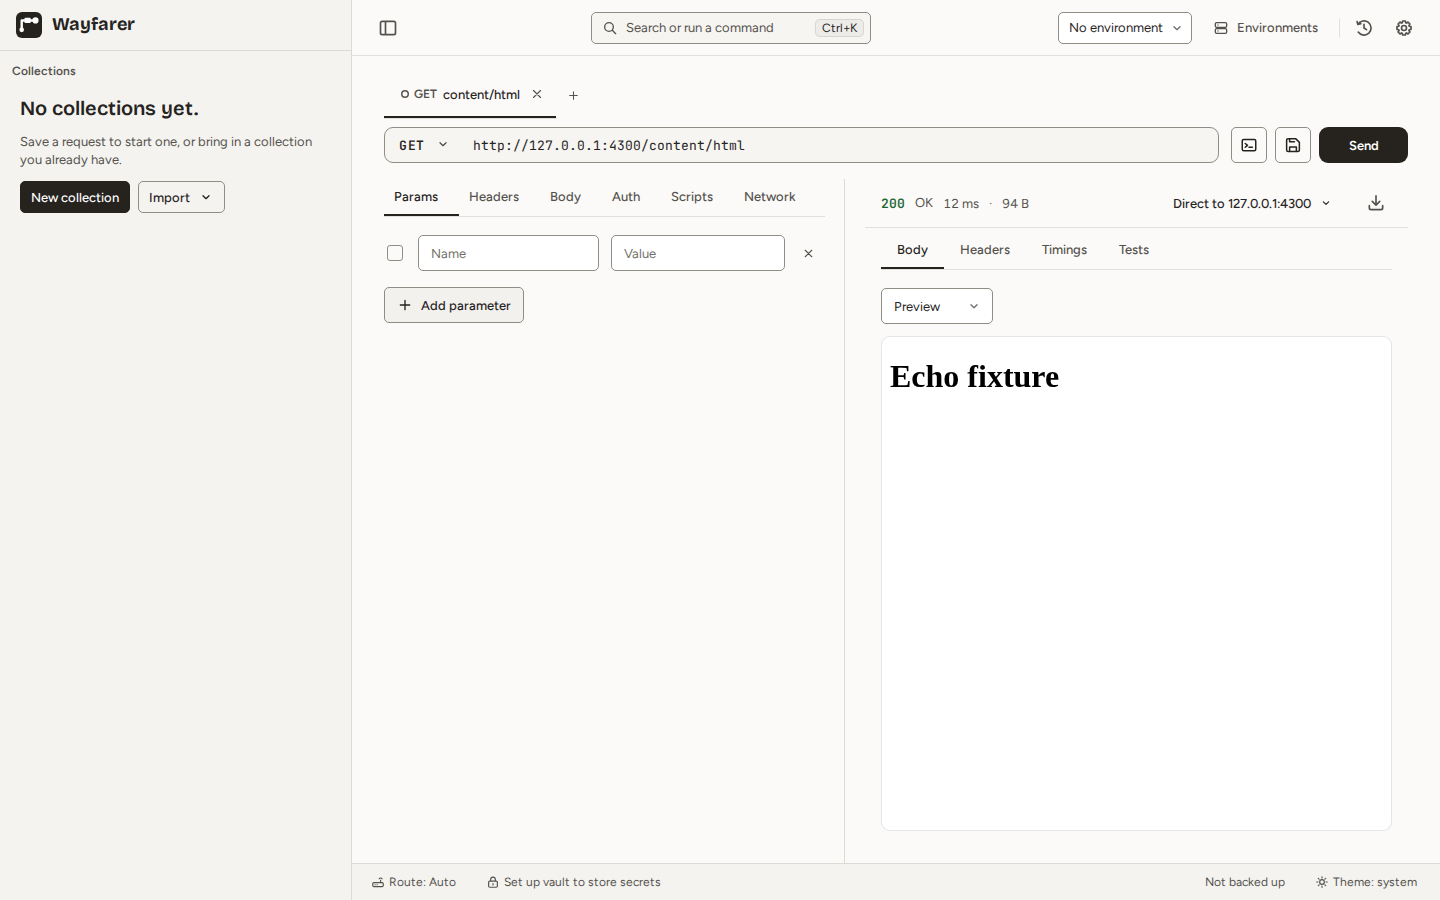 Wayfarer
Search or run a command Ctrl+K
No environment
Environments
Collections
No collections yet.
Save a request to start one, or bring in a collection
you already have.
New collection
Import
GET content/html
GET http://127.0.0.1:4300/content/html
Send
Params Headers Body Auth Scripts Network
Name Value
Add parameter
200 OK 12 ms · 94 B
Direct to 127.0.0.1:4300
Body Headers Timings Tests
Preview
Echo fixture
Route: Auto
Set up vault to store secrets
Not backed up
Theme: system